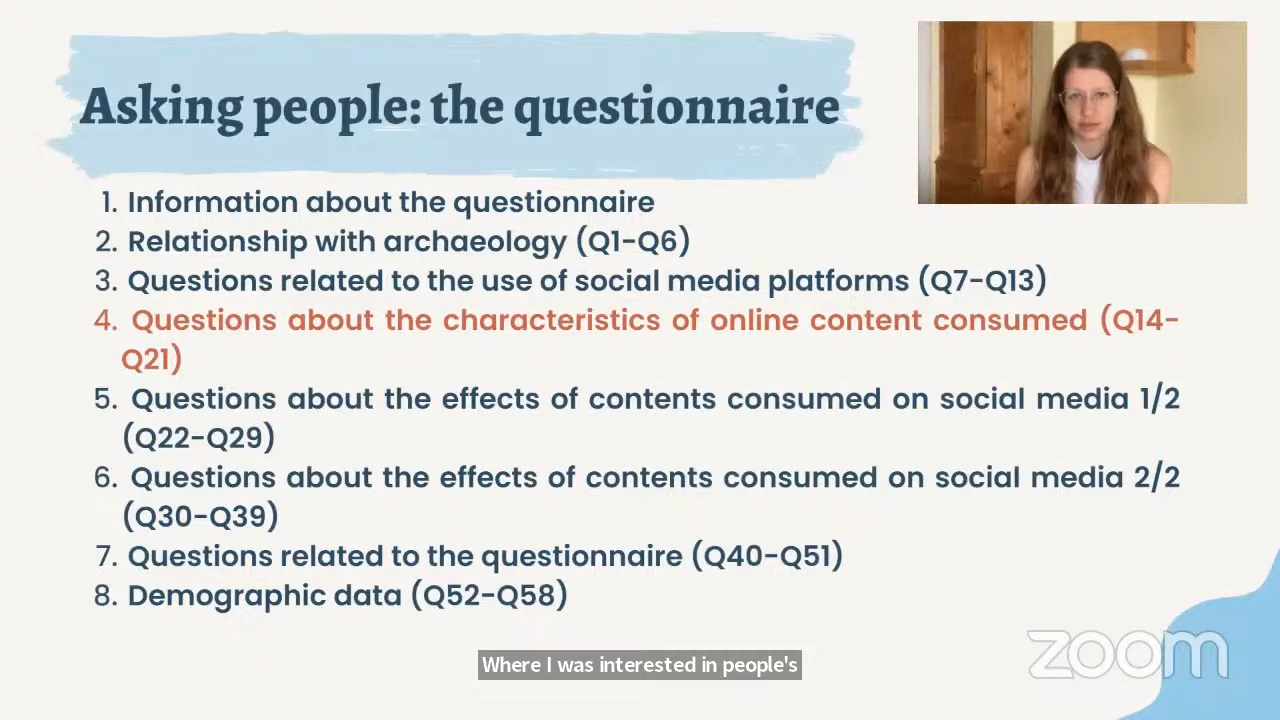 Asking people: the questionnaire
1. Information about the questionnaire
2. Relationship with archaeology (Q1-Q6)
3. Questions related to the use of social media platforms (Q7-Q13)
4. Questions about the characteristics of online content consumed (Q14-
Q21)
5. Questions about the effects of contents consumed on social media 1/2
(Q22-Q29)
6. Questions about the effects of contents consumed on social media 2/2
(Q30-Q39)
7. Questions related to the questionnaire (Q40-Q51)
8. Demographic data (Q52-Q58)
zoom
Where I was interested in people's